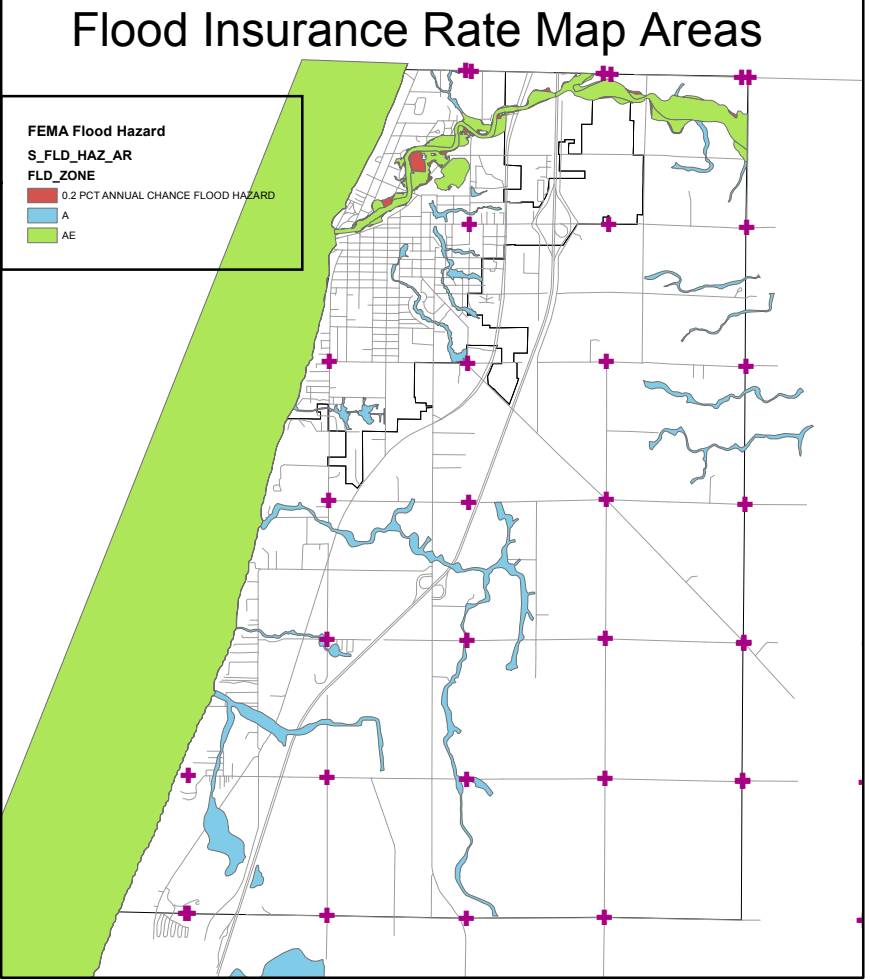 Flood Insurance Rate Map Areas
FEMA Flood Hazard
S_FLD_HAZ_AR
FLD_ZONE
0.2 PCT ANNUAL CHANCE FLOOD HAZARD
A
AE